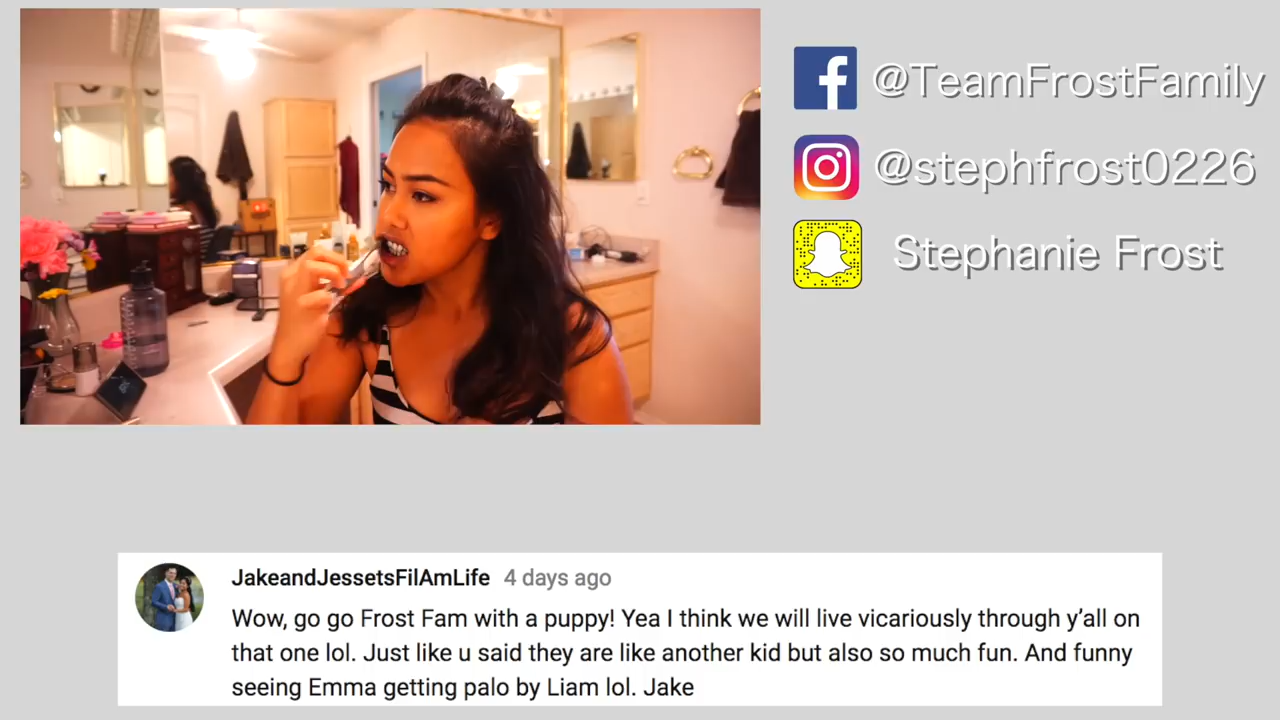 @TeamFrostFamily
@stephfrost0226
Stephanie Frost
JakeandJessetsFilAmLife 4 days ago
Wow, go go Frost Fam with a puppy! Yea I think we will live vicariously through y’all on
that one lol. Just like u said they are like another kid but also so much fun. And funny
seeing Emma getting palo by Liam lol. Jake